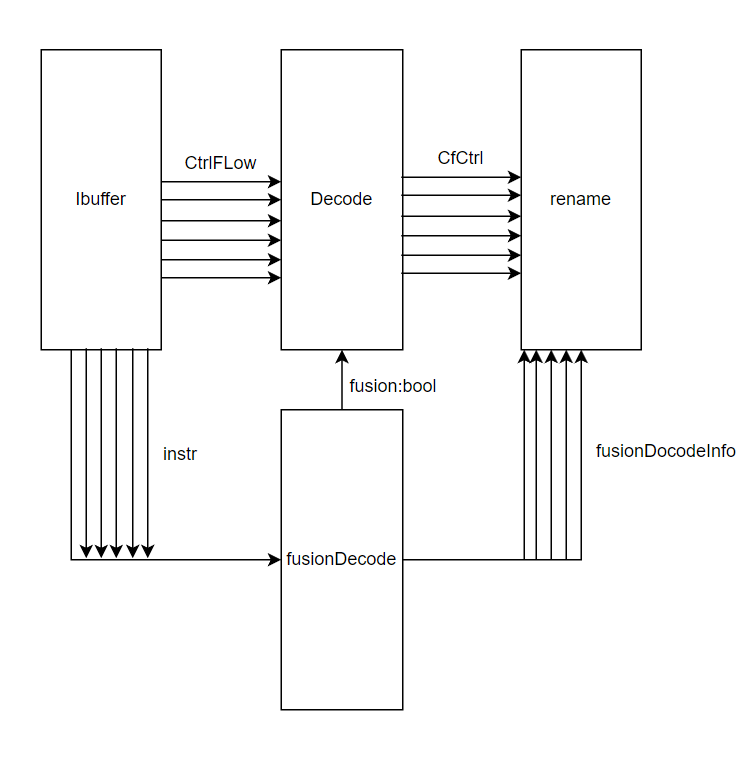 CtrlFLow
CfCtrl
Ibuffer
Decode
rename
fusion:bool
instr
fusionDocodeInfo
fusionDecode